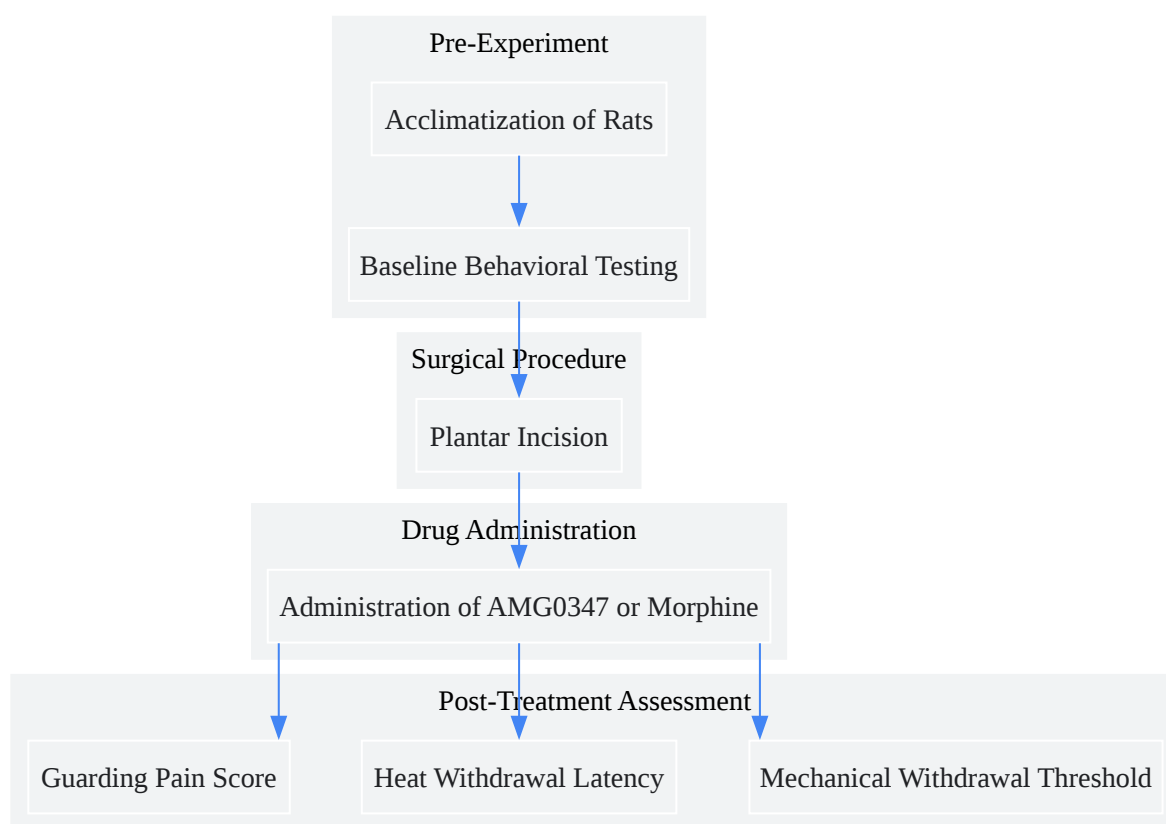 Pre-Experiment
Acclimatization of Rats
Baseline Behavioral Testing
Surgical Procedure
Plantar Incision
Drug Administration
Administration of AMG0347 or Morphine
Post-Treatment Assessment
Guarding Pain Score
Heat Withdrawal Latency
Mechanical Withdrawal Threshold